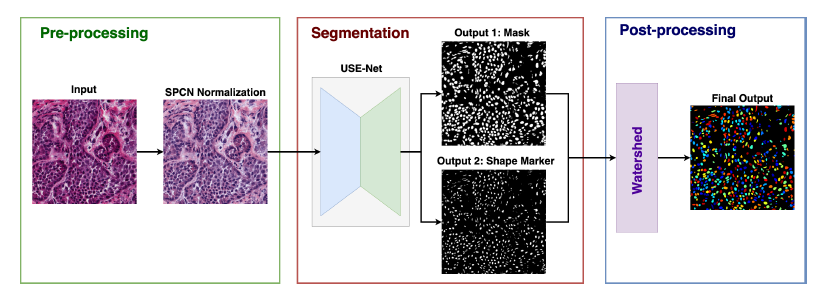 Pre-processing
Input
SPCN Normalization
Segmentation
USE-Net
Output 1: Mask
Output 2: Shape Marker
Post-processing
Watershed
Final Output